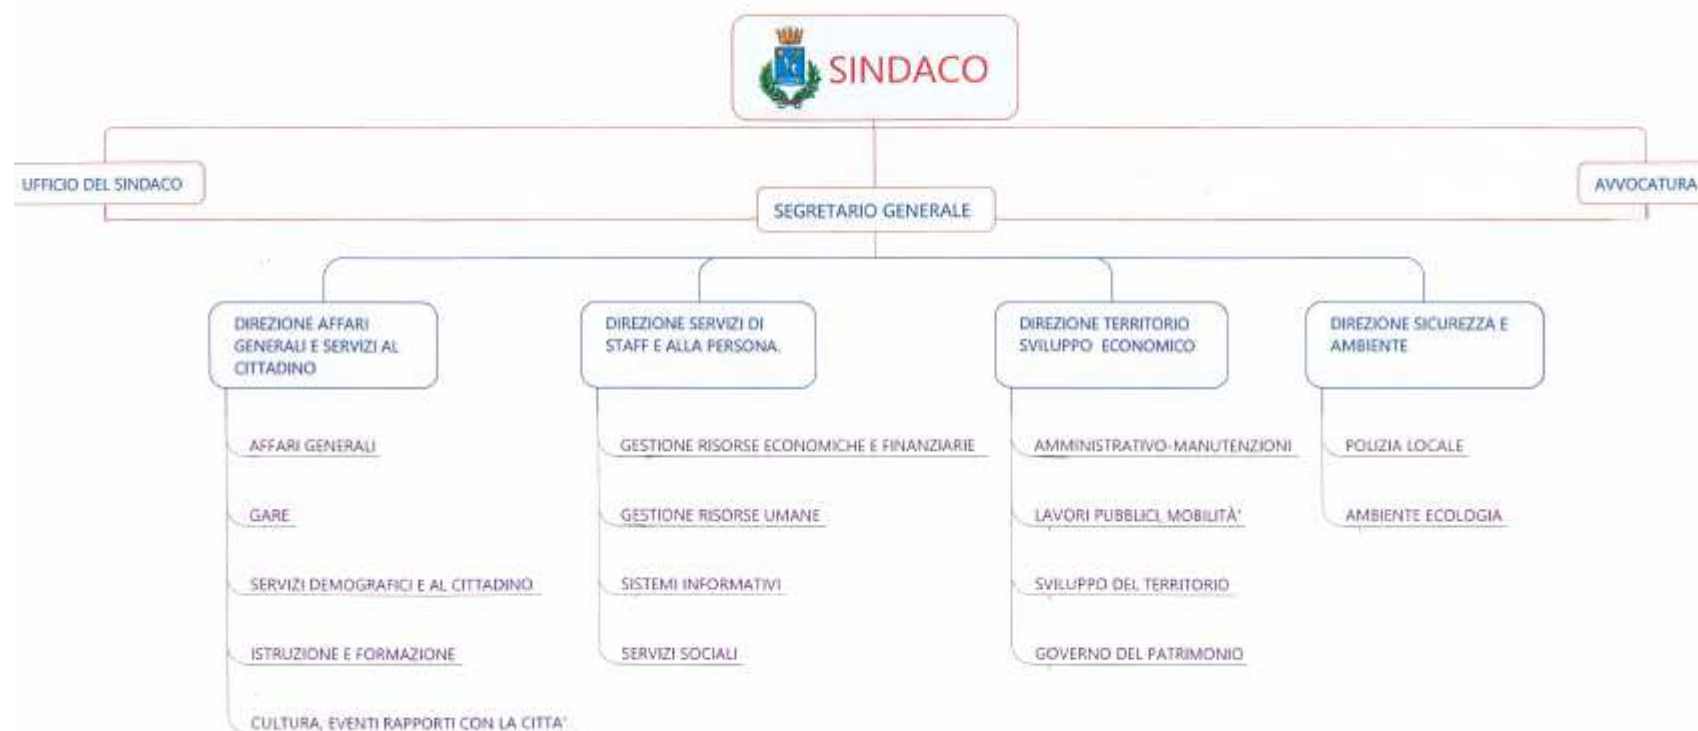 SINDACO
UFFICIO DEL SINDACO
AVVOCATURA
SEGRETARIO GENERALE
DIREZIONE AFFARI
GENERALI E SERVIZI AL
CITTADINO
DIREZIONE SERVIZI DI
STAFF E ALLA PERSONA.
DIREZIONE TERRITORIO
SVILUPPO ECONOMICO
DIREZIONE SICUREZZA E
AMBIENTE
AFFARI GENERALI
GARE
SERVIZI DEMOGRAFICI E AL CITTADINO
ISTRUZIONE E FORMAZIONE
CULTURA, EVENTI RAPPORTI CON LA CITTA'
GESTIONE RISORSE ECONOMICHE E FINANZIARIE
GESTIONE RISORSE UMANE
SISTEMI INFORMATIVI
SERVIZI SOCIALI
AMMINISTRATIVO-MANUTENZIONI
LAVORI PUBBLICI, MOBILITÀ'
SVILUPPO DEL TERRITORIO
GOVERNO DEL PATRIMONIO
POLIZIA LOCALE
AMBIENTE ECOLOGIA